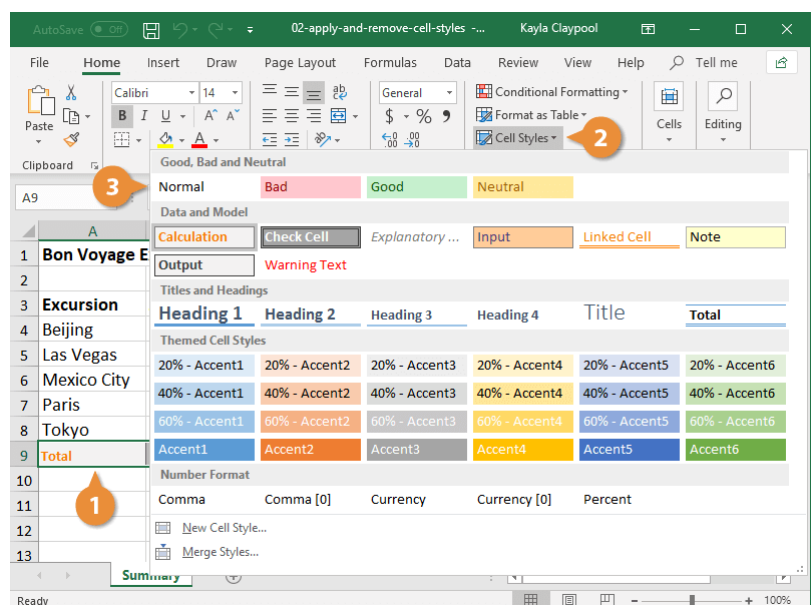 AutoSave Off 02-apply-and-remove-cell-styles -... Kayla Claypool
File Home Insert Draw Page Layout Formulas Data Review View Help Tell me
Paste
Clipboard
Calibri 14
B I U A A
A
ab
General
$ % 9
.00 .00
Conditional Formatting
Format as Table
Cell Styles
Cells
Editing
2
A9
3
Good, Bad and Neutral
Normal Bad Good Neutral
Data and Model
Calculation Check Cell Explanatory ... Input Linked Cell Note
Output Warning Text
Titles and Headings
Heading 1 Heading 2 Heading 3 Heading 4 Title Total
Themed Cell Styles
20% - Accent1 20% - Accent2 20% - Accent3 20% - Accent4 20% - Accent5 20% - Accent6
40% - Accent1 40% - Accent2 40% - Accent3 40% - Accent4 40% - Accent5 40% - Accent6
60% - Accent1 60% - Accent2 60% - Accent3 60% - Accent4 60% - Accent5 60% - Accent6
Accent1 Accent2 Accent3 Accent4 Accent5 Accent6
Number Format
Comma Comma [0] Currency Currency [0] Percent
New Cell Style...
Merge Styles...
A
1 Bon Voyage E
2
3 Excursion
4 Beijing
5 Las Vegas
6 Mexico City
7 Paris
8 Tokyo
9 Total
10
11
12
13
1
Summary
Ready 100%